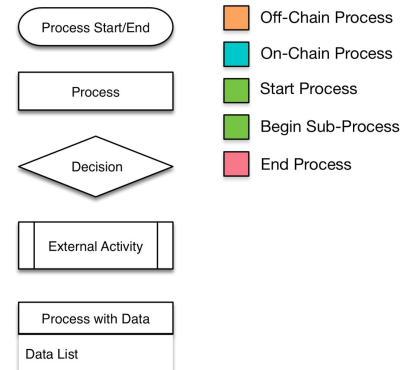 Process Start/End
Process
Decision
External Activity
Process with Data
Data List
Off-Chain Process
On-Chain Process
Start Process
Begin Sub-Process
End Process